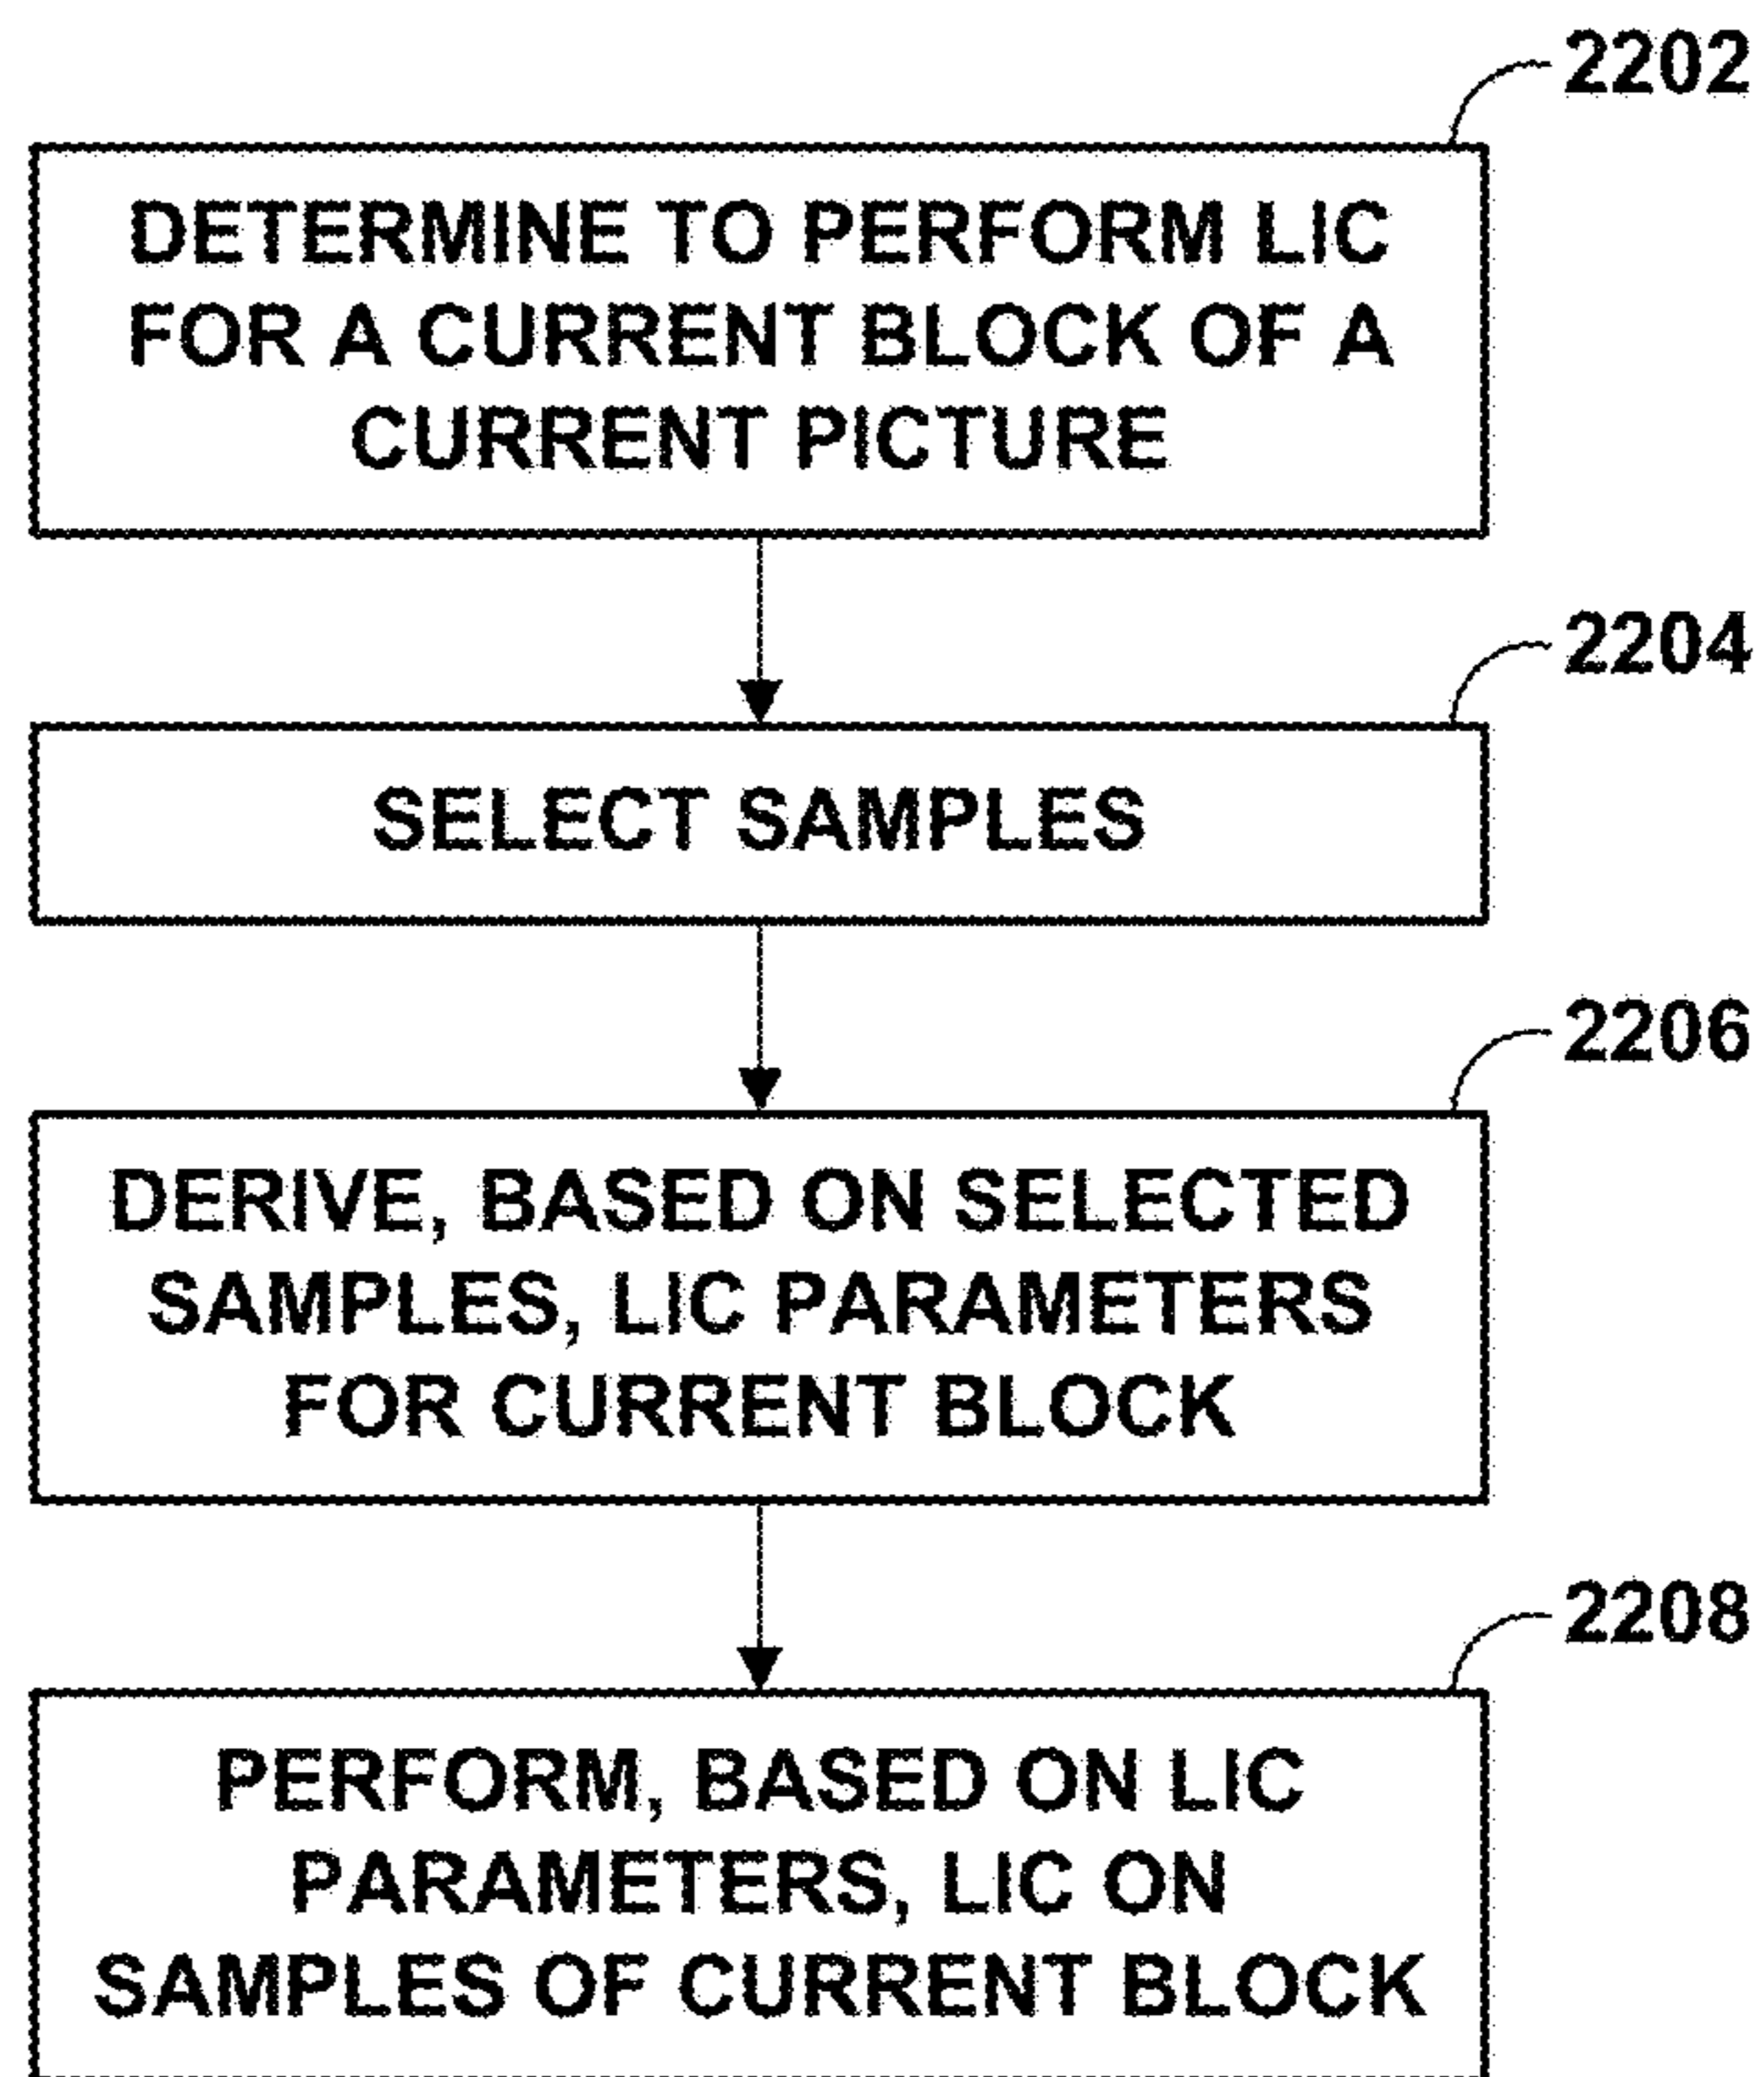 2202
DETERMINE TO PERFORM LIC
FOR A CURRENT BLOCK OF A
CURRENT PICTURE
2204
SELECT SAMPLES
2206
DERIVE, BASED ON SELECTED
SAMPLES, LIC PARAMETERS
FOR CURRENT BLOCK
2208
PERFORM, BASED ON LIC
PARAMETERS, LIC ON
SAMPLES OF CURRENT BLOCK